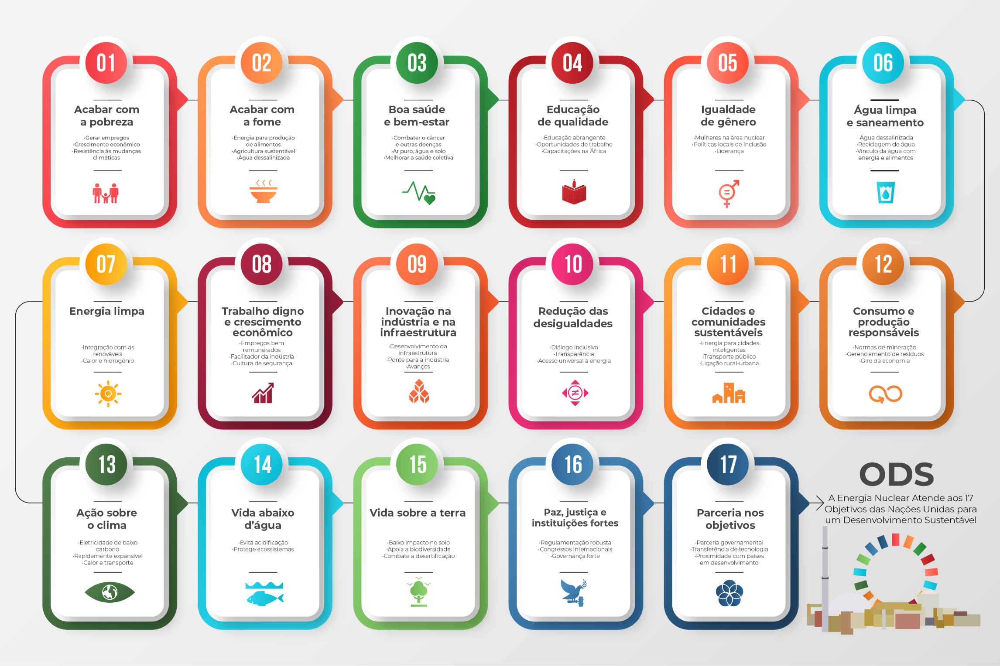 01
Acabar com
a pobreza
•Gerar empregos
•Crescimento econômico
•Resistência às mudanças
climáticas
02
Acabar com
a fome
•Energia para produção
de alimentos
•Agricultura sustentável
•Água dessalinizada
03
Boa saúde
e bem-estar
•Combater o câncer
e outras doenças
•Ar puro, água e solo
•Melhorar a saúde coletiva
04
Educação
de qualidade
•Educação abrangente
•Oportunidades de trabalho
•Capacitações na África
05
Igualdade
de gênero
•Mulheres na área nuclear
•Políticas locais de inclusão
•Liderança
06
Água limpa
e saneamento
•Água dessalinizada
•Reciclagem de água
•Vínculo da água com
energia e alimentos
07
Energia limpa
•Integração com as
renováveis
•Calor e hidrogênio
08
Trabalho digno
e crescimento
econômico
•Empregos bem
remunerados
•Facilitador da indústria
•Cultura de segurança
09
Inovação na
indústria e na
infraestrutura
•Desenvolvimento da
infraestrutura
•Ponte para a indústria
•Avanços
10
Redução das
desigualdades
•Diálogo inclusivo
•Transparência
•Acesso universal à energia
11
Cidades e
comunidades
sustentáveis
•Energia para cidades
inteligentes
•Transporte público
•Ligação rural-urbana
12
Consumo e
produção
responsáveis
•Normas de mineração
•Gerenciamento de resíduos
•Giro da economia
13
Ação sobre
o clima
•Eletricidade de baixo
carbono
•Rapidamente expansível
•Calor e transporte
14
Vida abaixo
d’água
•Evita acidificação
•Protege ecossistemas
15
Vida sobre a terra
•Baixo impacto no solo
•Apoia a biodiversidade
•Combate a desertificação
16
Paz, justiça e
instituições fortes
•Regulamentação robusta
•Congressos internacionais
•Governança forte
17
Parceria nos
objetivos
•Parceria governamental
•Transferência de tecnologia
•Proximidade com países
em desenvolvimento
ODS
A Energia Nuclear Atende aos 17
Objetivos das Nações Unidas para
um Desenvolvimento Sustentável